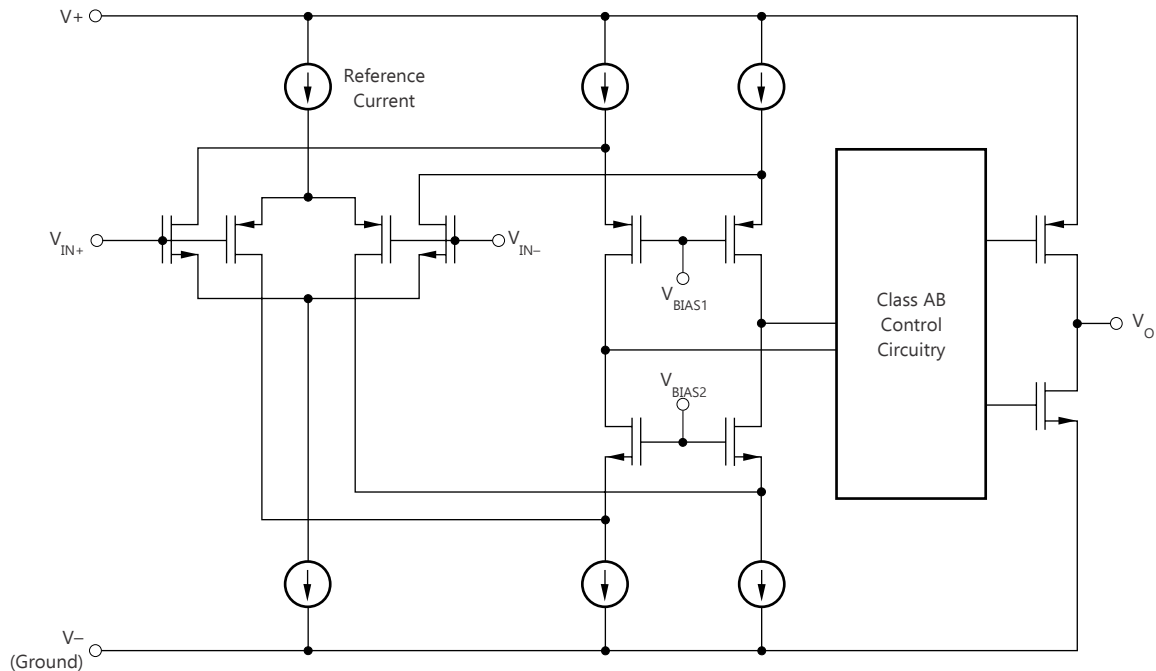 V+
Reference
Current
VIN+
VIN–
VBIAS1
VBIAS2
Class AB
Control
Circuitry
VO
V–
(Ground)